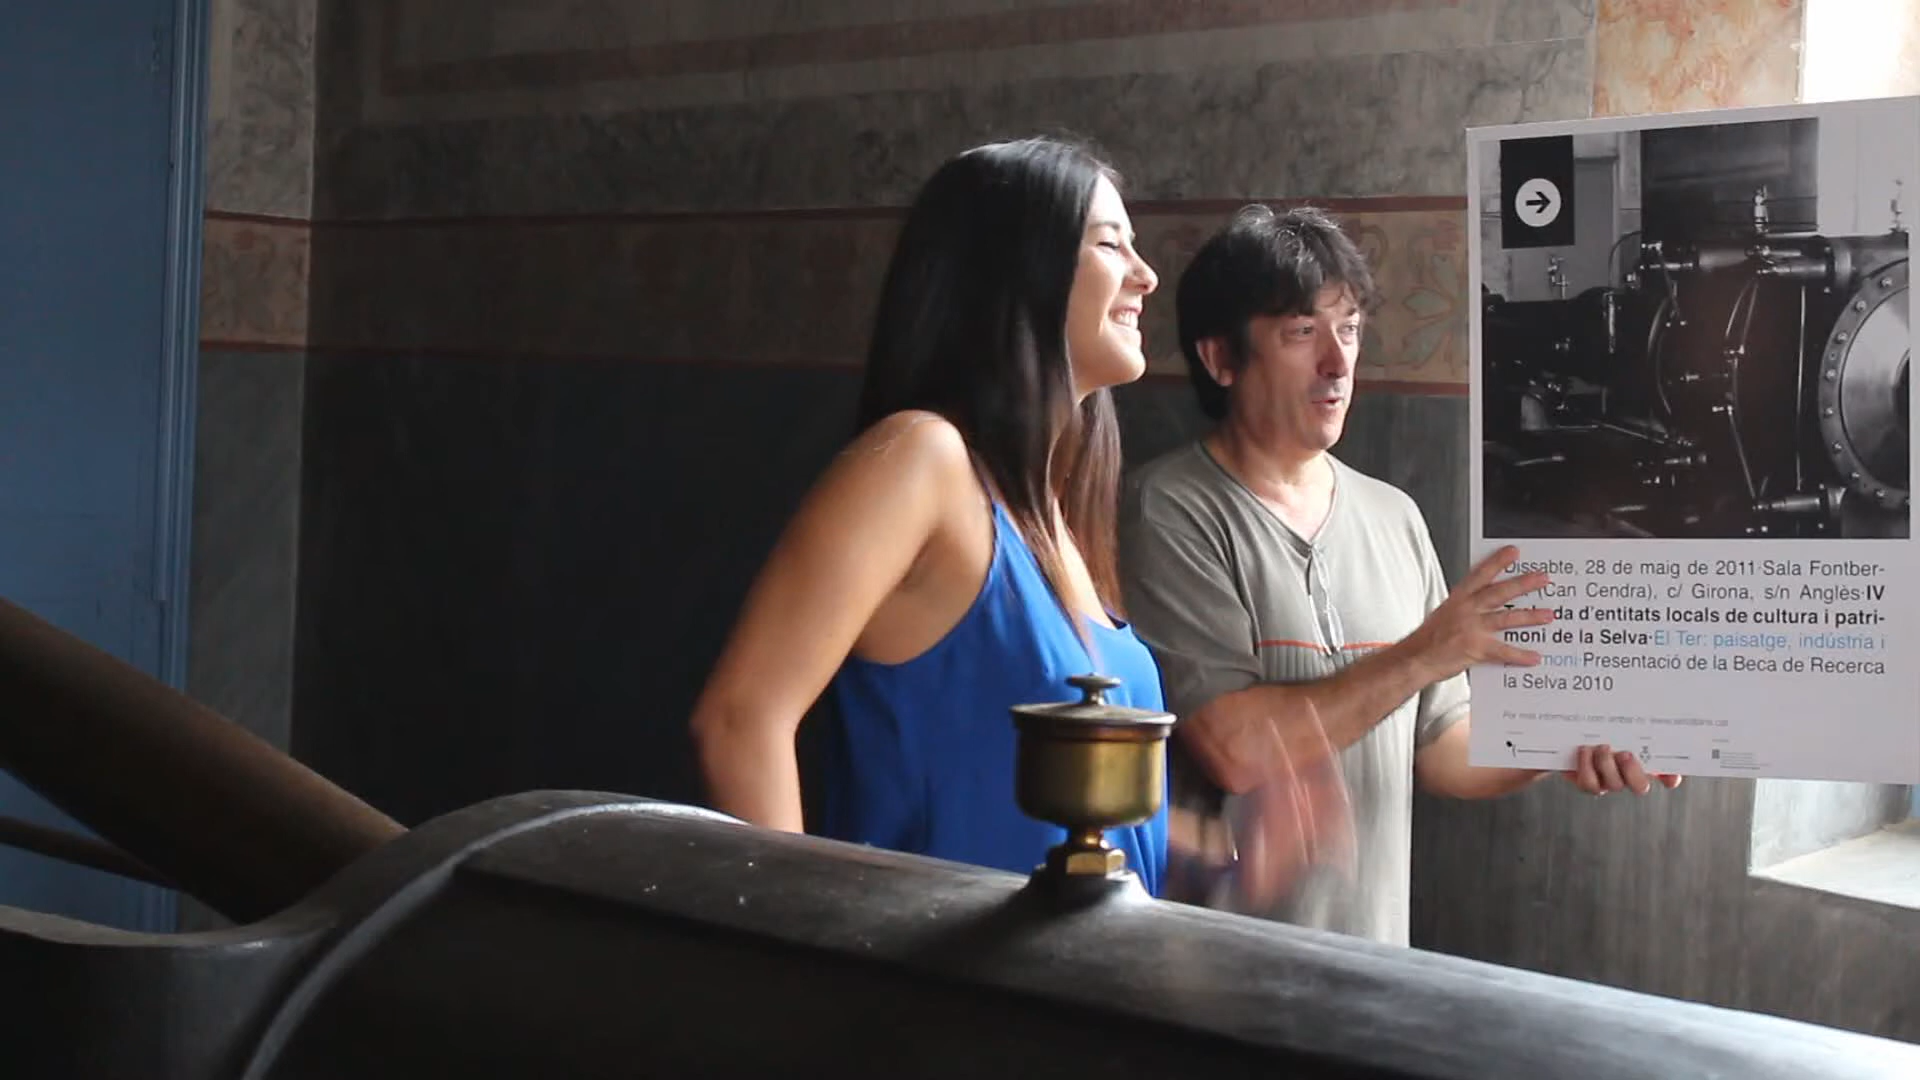 Dissabte, 28 de maig de 2011·Sala Fontber-
(Can Cendra), c/ Girona, s/n Anglès·IV
d'entitats locals de cultura i patri-
moni de la Selva·El Ter: paisatge, indústria i
Presentació de la Beca de Recerca
la Selva 2010